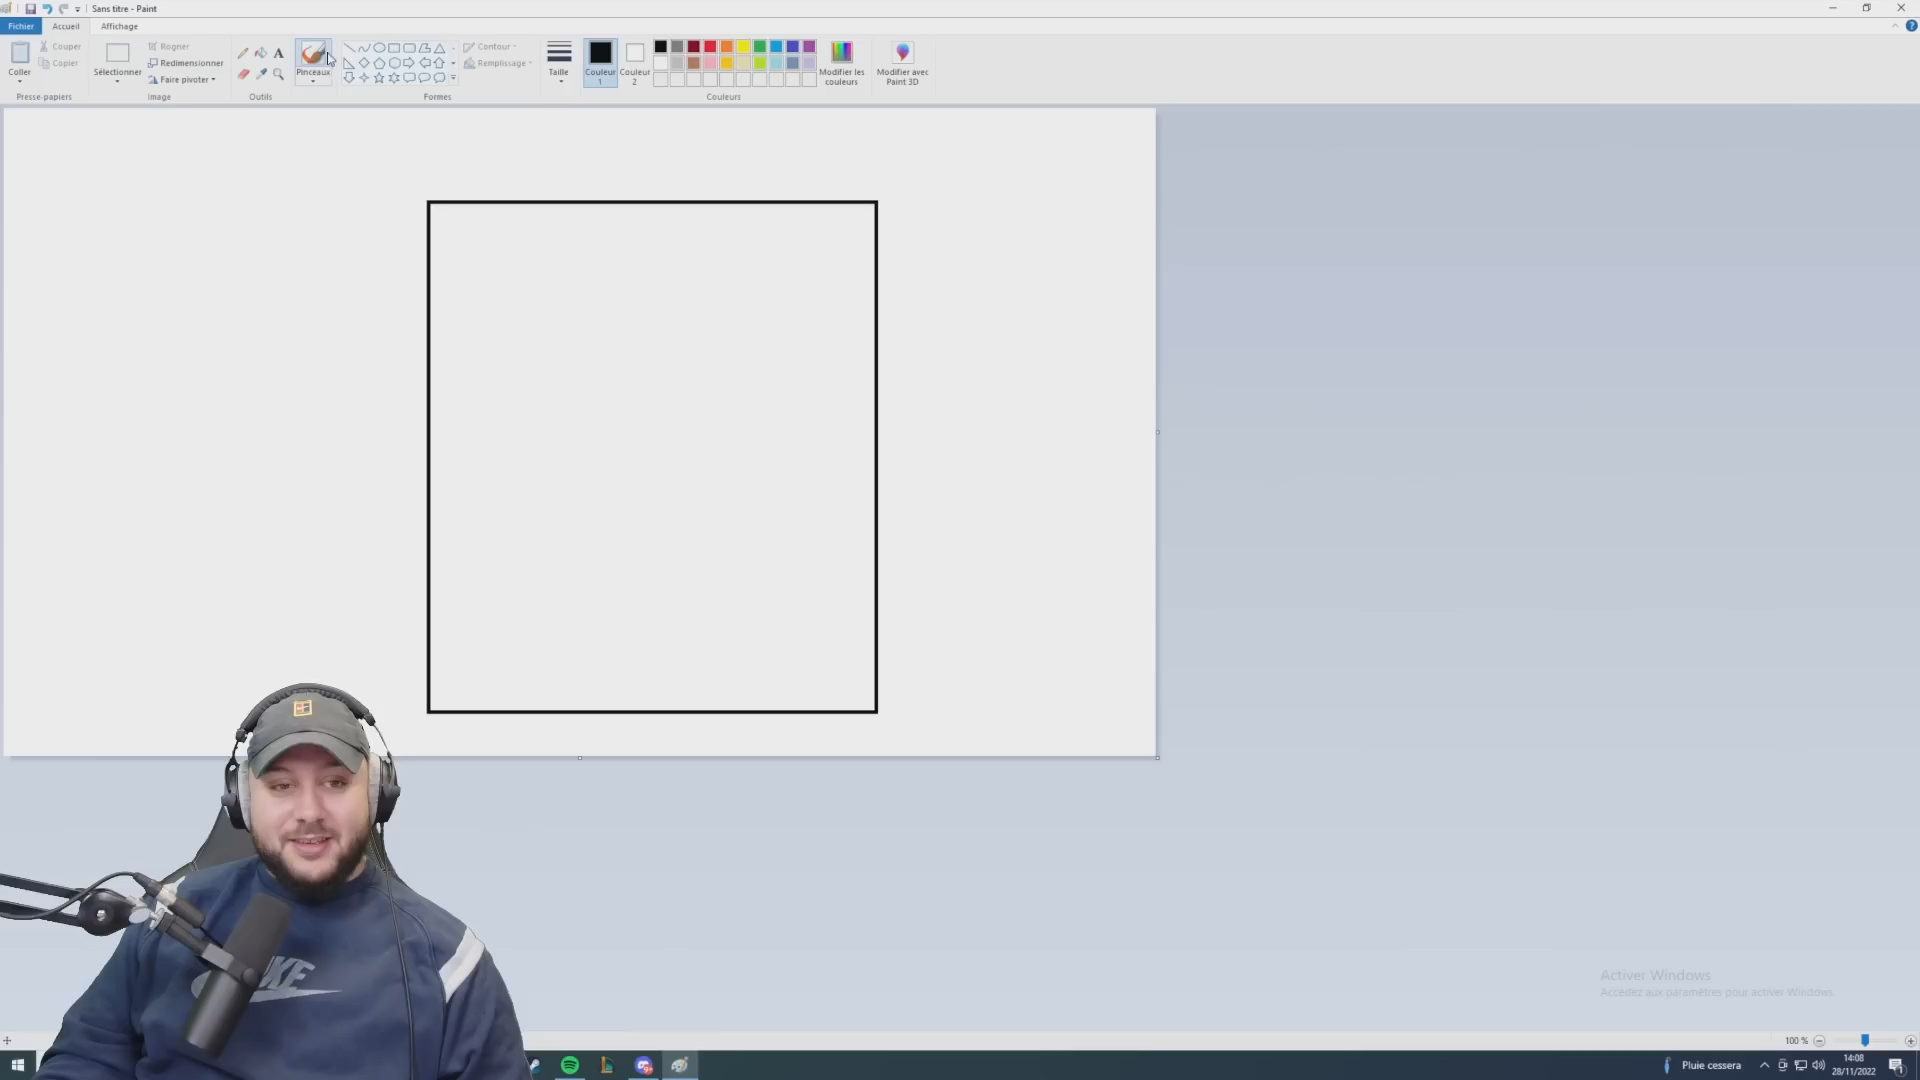 Sans titre - Paint
Fichier
Accueil
Affichage
Coller
Couper
Copier
Presse-papiers
Sélectionner
Rogner
Redimensionner
Faire pivoter
Image
A
Outils
Pinceaux
Formes
Contour
Remplissage
Taille
Couleur
1
Couleur
2
Couleurs
Modifier les
couleurs
Modifier avec
Paint 3D
Activer Windows
Accédez aux paramètres pour activer Windows.
100 %
Pluie cessera
14:08
28/11/2022